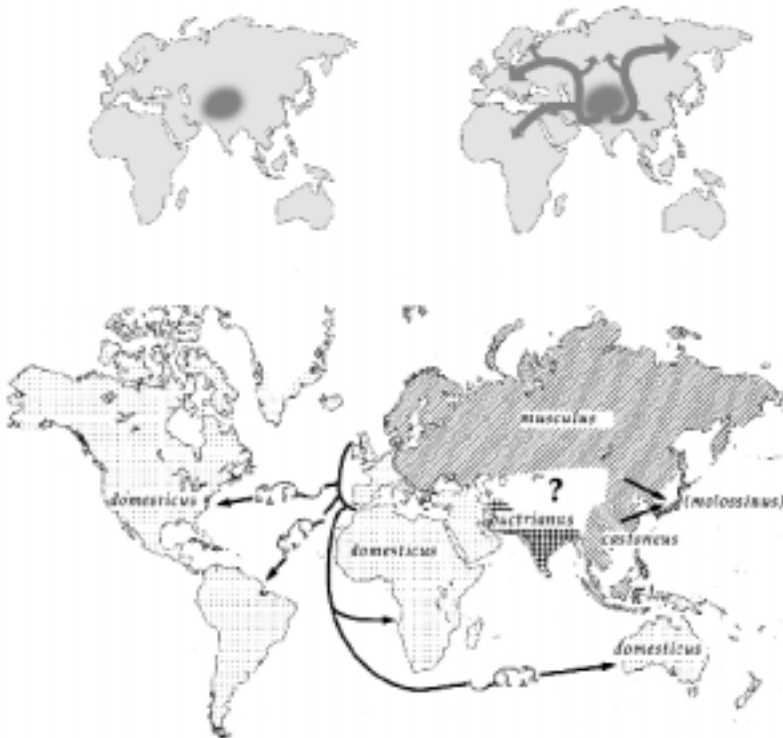 musculus
?
domesticus
(molossinus)
bactrianus
castaneus
domesticus
domesticus